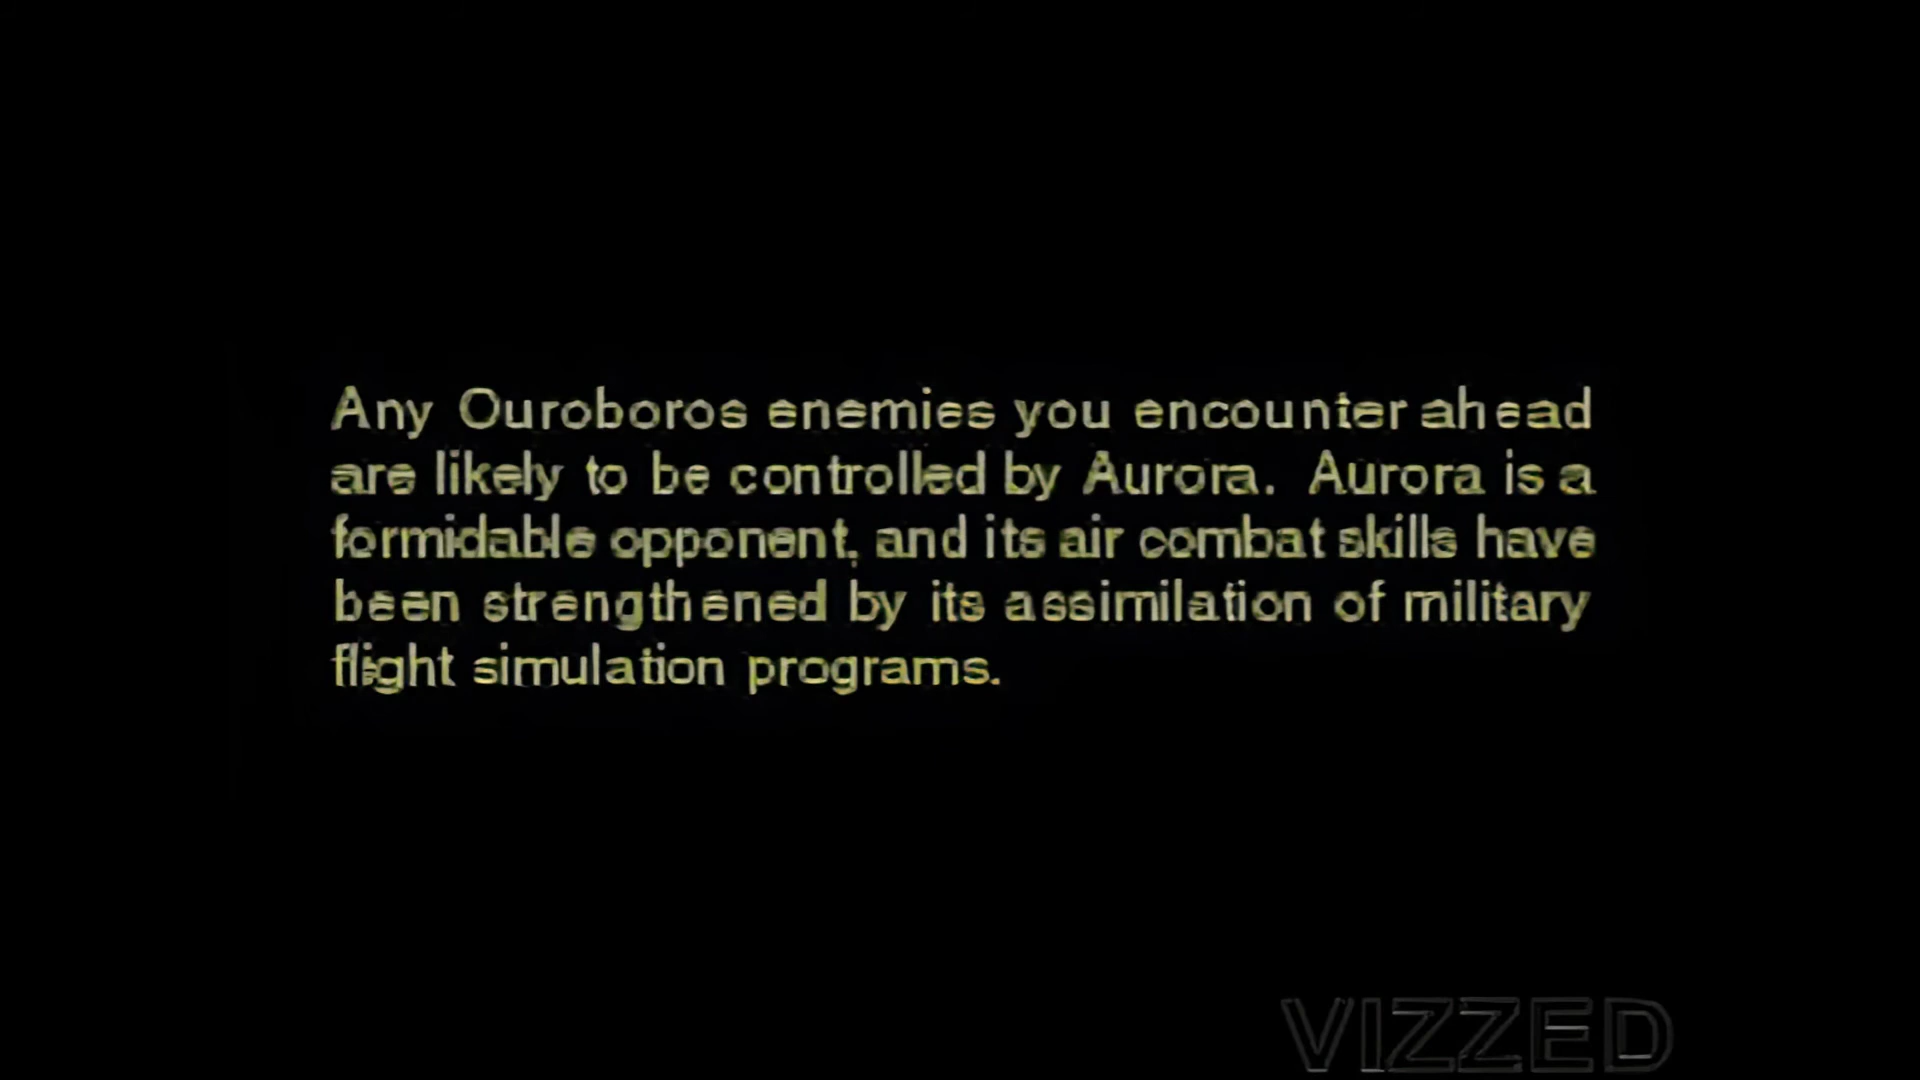 Any Ouroboros enemies you encounter ahead
are likely to be controlled by Aurora. Aurora is a
formidable opponent, and its air combat skills have
been strengthened by its assimilation of military
flight simulation programs.
VIZZED